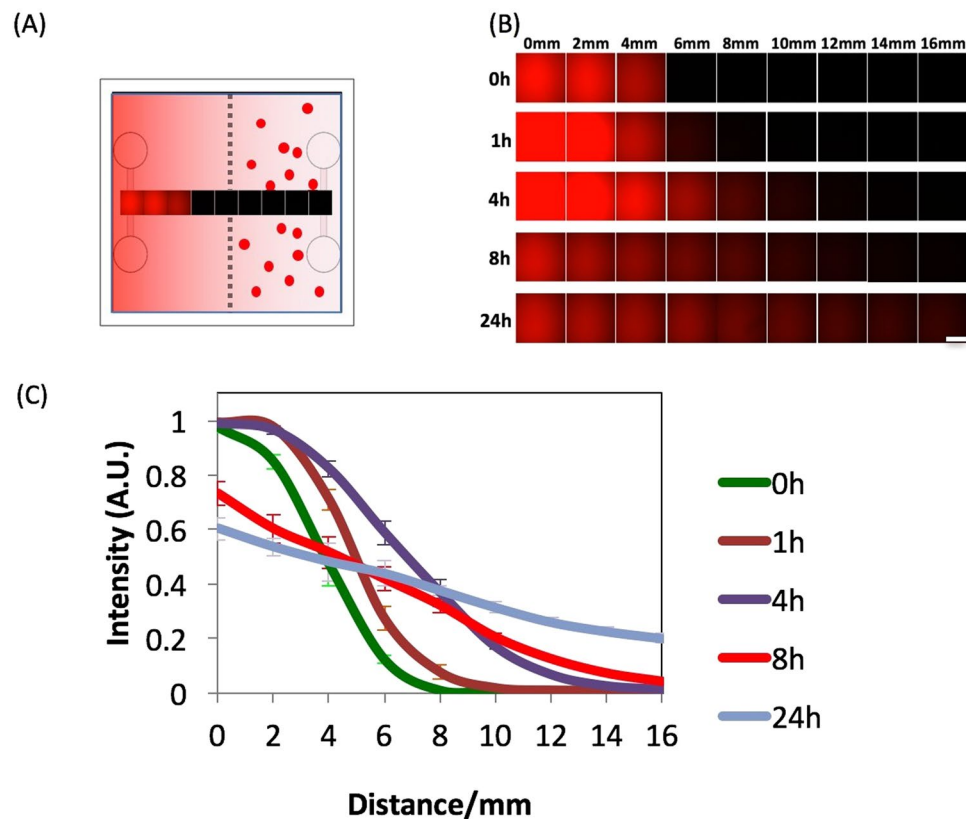 (A)
(B)
0mm 2mm 4mm 6mm 8mm 10mm 12mm 14mm 16mm
0h
1h
4h
8h
24h
(C)
Intensity (A.U.)
1
0.8
0.6
0.4
0.2
0
0 2 4 6 8 10 12 14 16
Distance/mm
0h
1h
4h
8h
24h